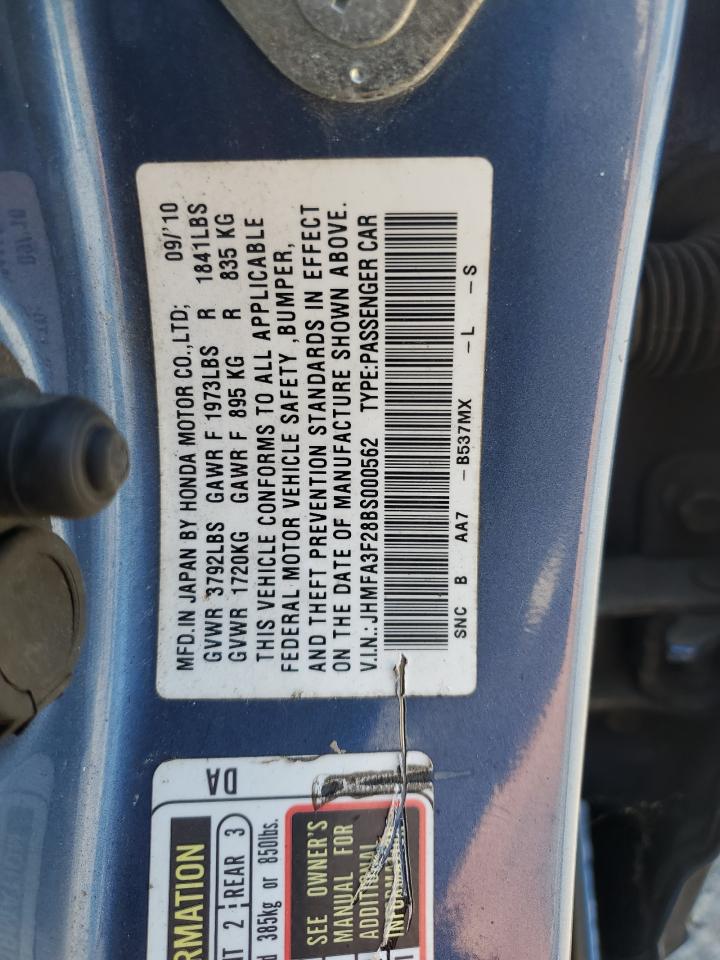 MFD.IN JAPAN BY HONDA MOTOR CO.,LTD; 09/'10
GVWR 3792LBS GAWR F 1973LBS R 1841LBS
GVWR 1720KG GAWR F 895 KG R 835 KG
THIS VEHICLE CONFORMS TO ALL APPLICABLE
FEDERAL MOTOR VEHICLE SAFETY ,BUMPER,
AND THEFT PREVENTION STANDARDS IN EFFECT
ON THE DATE OF MANUFACTURE SHOWN ABOVE.
V.I.N.:JHMFA3F28BS000562 TYPE:PASSENGER CAR
SNC B AA7 -B537MX -L -S
DA
RMATION
NT 2 REAR 3
d 385kg or 850lbs.
SEE OWNER'S
MANUAL FOR
ADDITIONAL
INFORMATION